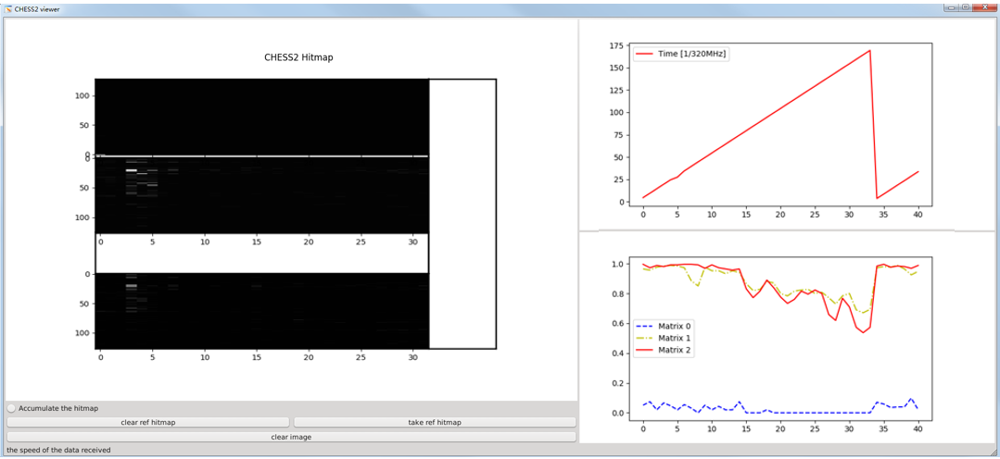 CHESS2 viewer
CHESS2 Hitmap
100
50
0
0
50
100
0 5 10 15 20 25 30
0
50
100
0 5 10 15 20 25 30
Accumulate the hitmap
clear ref hitmap take ref hitmap
clear image
the speed of the data received
175
150
125
100
75
50
25
0
Time [1/320MHz]
0 5 10 15 20 25 30 35 40
1.0
0.8
0.6
0.4
0.2
0.0
Matrix 0
Matrix 1
Matrix 2
0 5 10 15 20 25 30 35 40